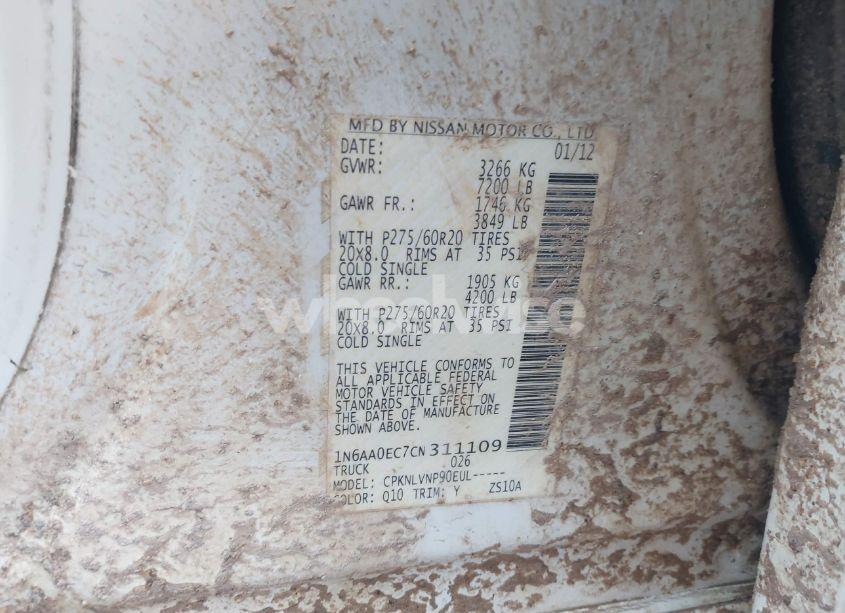 MFD BY NISSAN MOTOR CO., LTD
DATE: 01/12
GVWR: 3266 KG
7200 LB
GAWR FR.: 1746 KG
3849 LB
WITH P275/60R20 TIRES
20X8.0 RIMS AT 35 PSI
COLD SINGLE
GAWR RR.: 1905 KG
4200 LB
WITH P275/60R20 TIRES
20X8.0 RIMS AT 35 PSI
COLD SINGLE
THIS VEHICLE CONFORMS TO
ALL APPLICABLE FEDERAL
MOTOR VEHICLE SAFETY
STANDARDS IN EFFECT ON
THE DATE OF MANUFACTURE
SHOWN ABOVE.
1N6AA0EC7CN311109
TRUCK 026
MODEL: CPKNLVNP90EUL-----
COLOR: Q10 TRIM: Y ZS10A